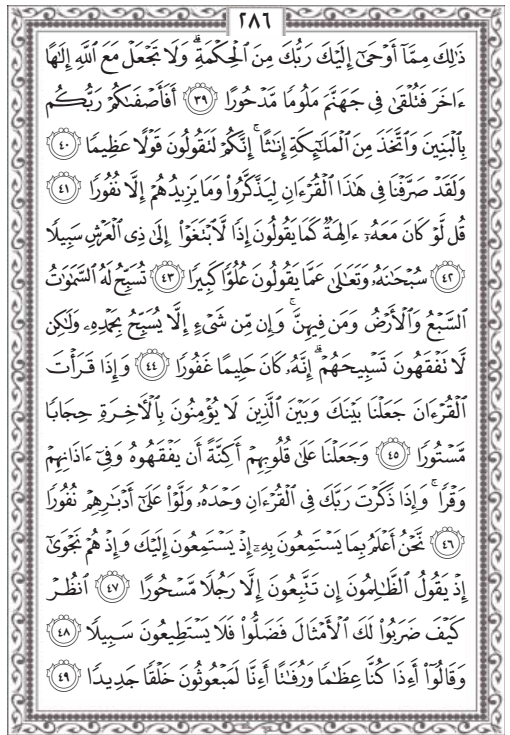 ٢٨٦
ذَٰلِكَ مِمَّآ أَوْحَىٰٓ إِلَيْكَ رَبُّكَ مِنَ ٱلْحِكْمَةِ ۗ وَلَا تَجْعَلْ مَعَ ٱللَّهِ إِلَٰهًا
ءَاخَرَ فَتُلْقَىٰ فِى جَهَنَّمَ مَلُومًا مَّدْحُورًا ٣٩ أَفَأَصْفَىٰكُمْ رَبُّكُم
بِٱلْبَنِينَ وَٱتَّخَذَ مِنَ ٱلْمَلَٰٓئِكَةِ إِنَٰثًا ۚ إِنَّكُمْ لَتَقُولُونَ قَوْلًا عَظِيمًا ٤٠
وَلَقَدْ صَرَّفْنَا فِى هَٰذَا ٱلْقُرْءَانِ لِيَذَّكَّرُوا۟ وَمَا يَزِيدُهُمْ إِلَّا نُفُورًا ٤١
قُل لَّوْ كَانَ مَعَهُۥٓ ءَالِهَةٌ كَمَا يَقُولُونَ إِذًا لَّٱبْتَغَوْا۟ إِلَىٰ ذِى ٱلْعَرْشِ سَبِيلًا
٤٢ سُبْحَٰنَهُۥ وَتَعَٰلَىٰ عَمَّا يَقُولُونَ عُلُوًّا كَبِيرًا ٤٣ تُسَبِّحُ لَهُ ٱلسَّمَٰوَٰتُ
ٱلسَّبْعُ وَٱلْأَرْضُ وَمَن فِيهِنَّ ۚ وَإِن مِّن شَىْءٍ إِلَّا يُسَبِّحُ بِحَمْدِهِۦ وَلَٰكِن
لَّا تَفْقَهُونَ تَسْبِيحَهُمْ ۗ إِنَّهُۥ كَانَ حَلِيمًا غَفُورًا ٤٤ وَإِذَا قَرَأْتَ
ٱلْقُرْءَانَ جَعَلْنَا بَيْنَكَ وَبَيْنَ ٱلَّذِينَ لَا يُؤْمِنُونَ بِٱلْءَاخِرَةِ حِجَابًا
مَّسْتُورًا ٤٥ وَجَعَلْنَا عَلَىٰ قُلُوبِهِمْ أَكِنَّةً أَن يَفْقَهُوهُ وَفِىٓ ءَاذَانِهِمْ
وَقْرًا ۚ وَإِذَا ذَكَرْتَ رَبَّكَ فِى ٱلْقُرْءَانِ وَحْدَهُۥ وَلَّوْا۟ عَلَىٰٓ أَدْبَٰرِهِمْ نُفُورًا
٤٦ نَّحْنُ أَعْلَمُ بِمَا يَسْتَمِعُونَ بِهِۦٓ إِذْ يَسْتَمِعُونَ إِلَيْكَ وَإِذْ هُمْ نَجْوَىٰٓ
إِذْ يَقُولُ ٱلظَّٰلِمُونَ إِن تَتَّبِعُونَ إِلَّا رَجُلًا مَّسْحُورًا ٤٧ ٱنظُرْ
كَيْفَ ضَرَبُوا۟ لَكَ ٱلْأَمْثَالَ فَضَلُّوا۟ فَلَا يَسْتَطِيعُونَ سَبِيلًا ٤٨
وَقَالُوٓا۟ أَءِذَا كُنَّا عِظَٰمًا وَرُفَٰتًا أَءِنَّا لَمَبْعُوثُونَ خَلْقًا جَدِيدًا ٤٩